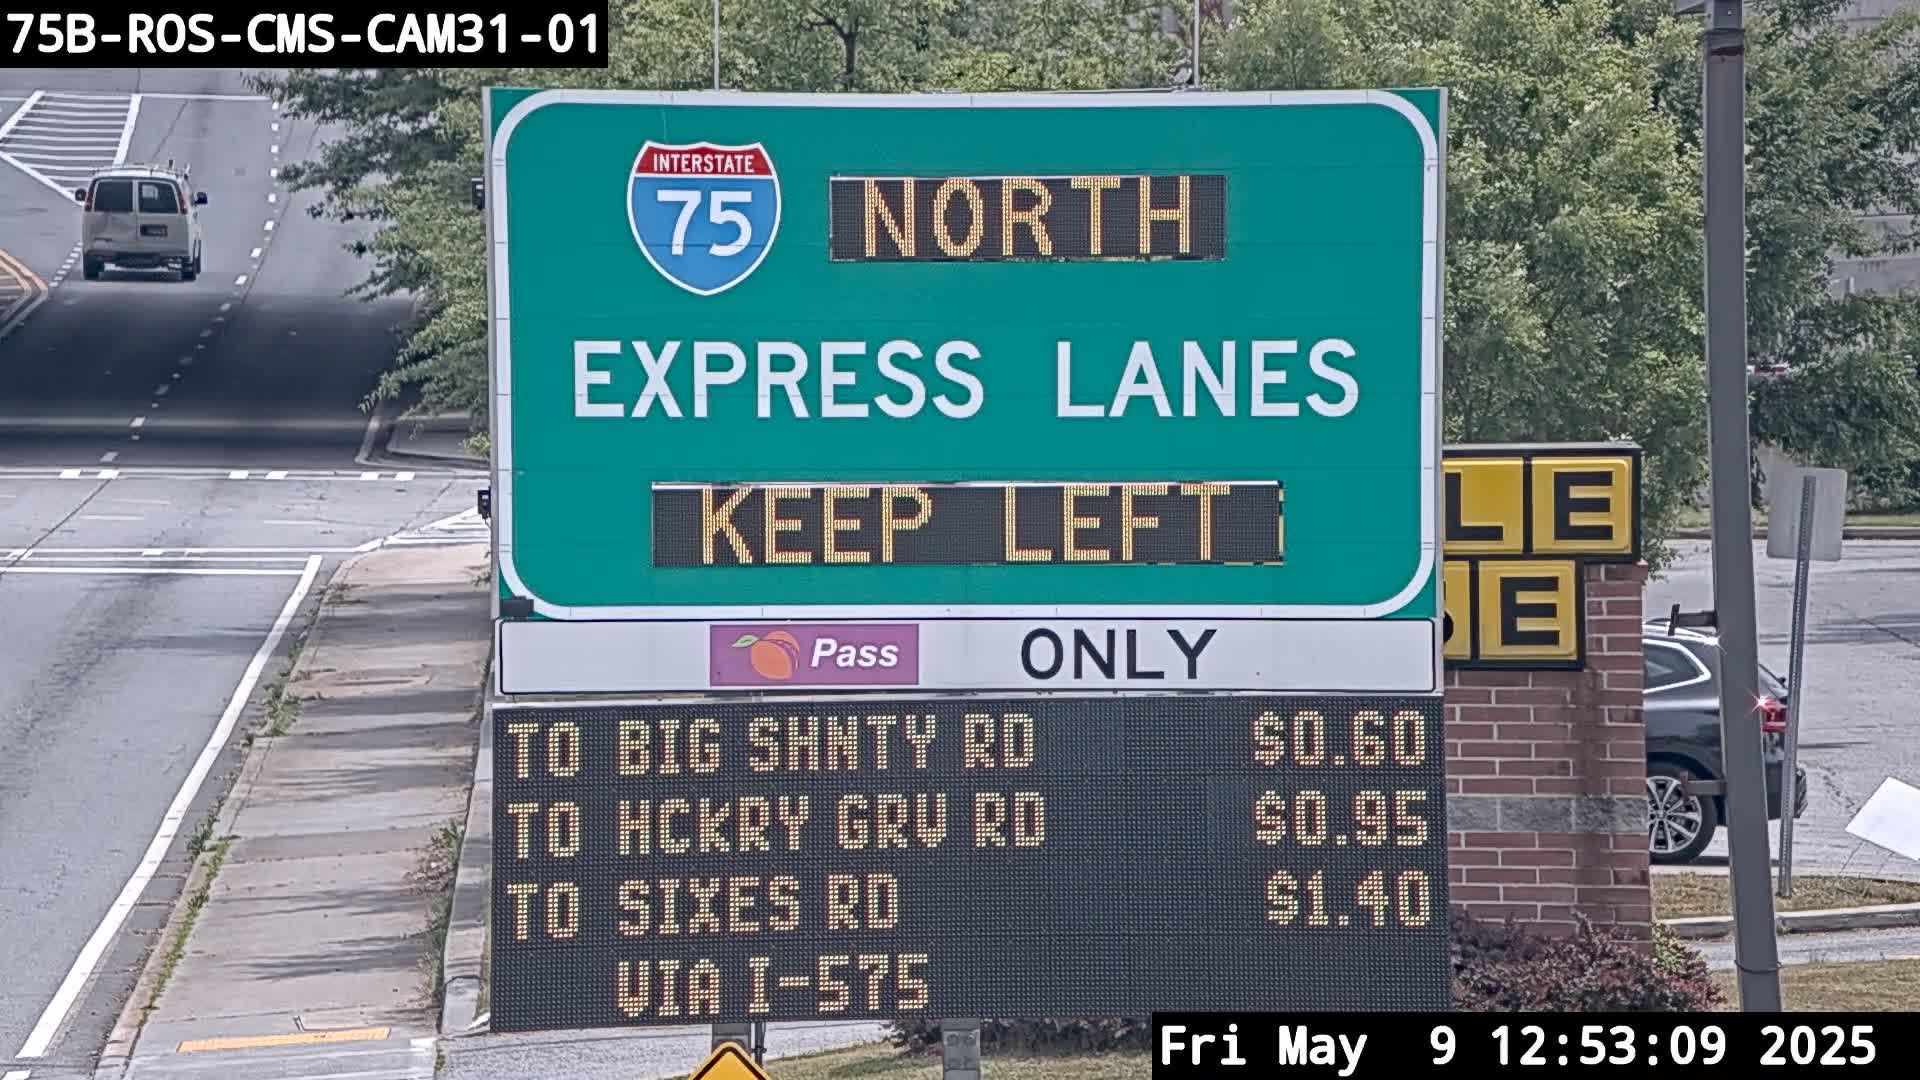 75B-ROS-CMS-CAM31-01
INTERSTATE
75
NORTH
EXPRESS LANES
KEEP LEFT
LE
E
Pass ONLY
TO BIG SHNTY RD $0.60
TO HCKRY GRV RD $0.95
TO SIXES RD $1.40
VIA I-575
Fri May 9 12:53:09 2025